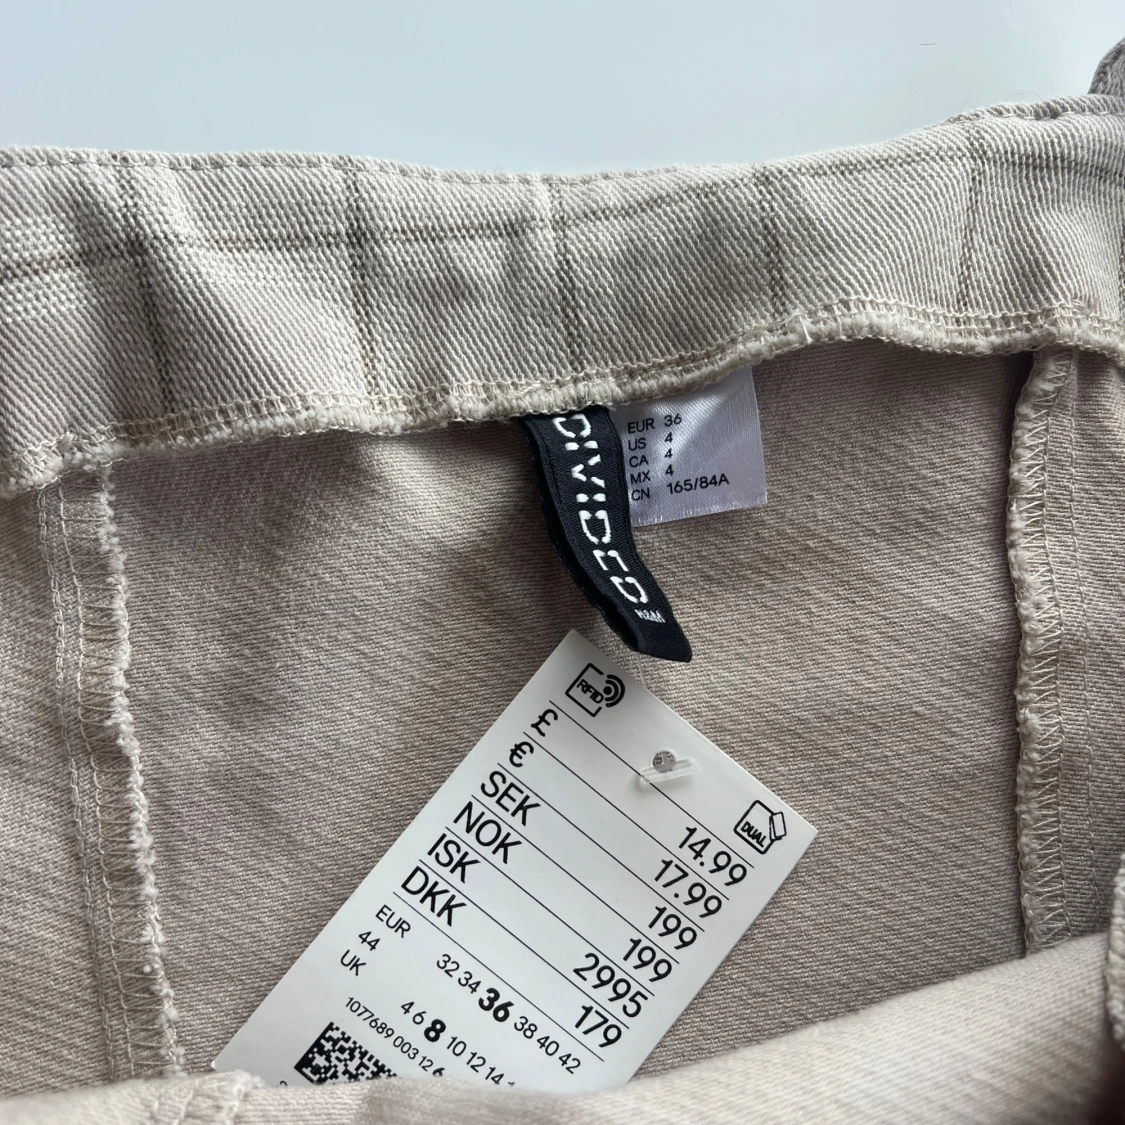 DIVIDED
H&M
EUR 36
US 4
CA 4
MX 4
CN 165/84A
RFID
DUAL
£ 14.99
€ 17.99
SEK 199
NOK 199
ISK 2995
DKK 179
EUR 32 34 36 38 40 42
44
UK 4 6 8 10 12 14
1077689 003 12